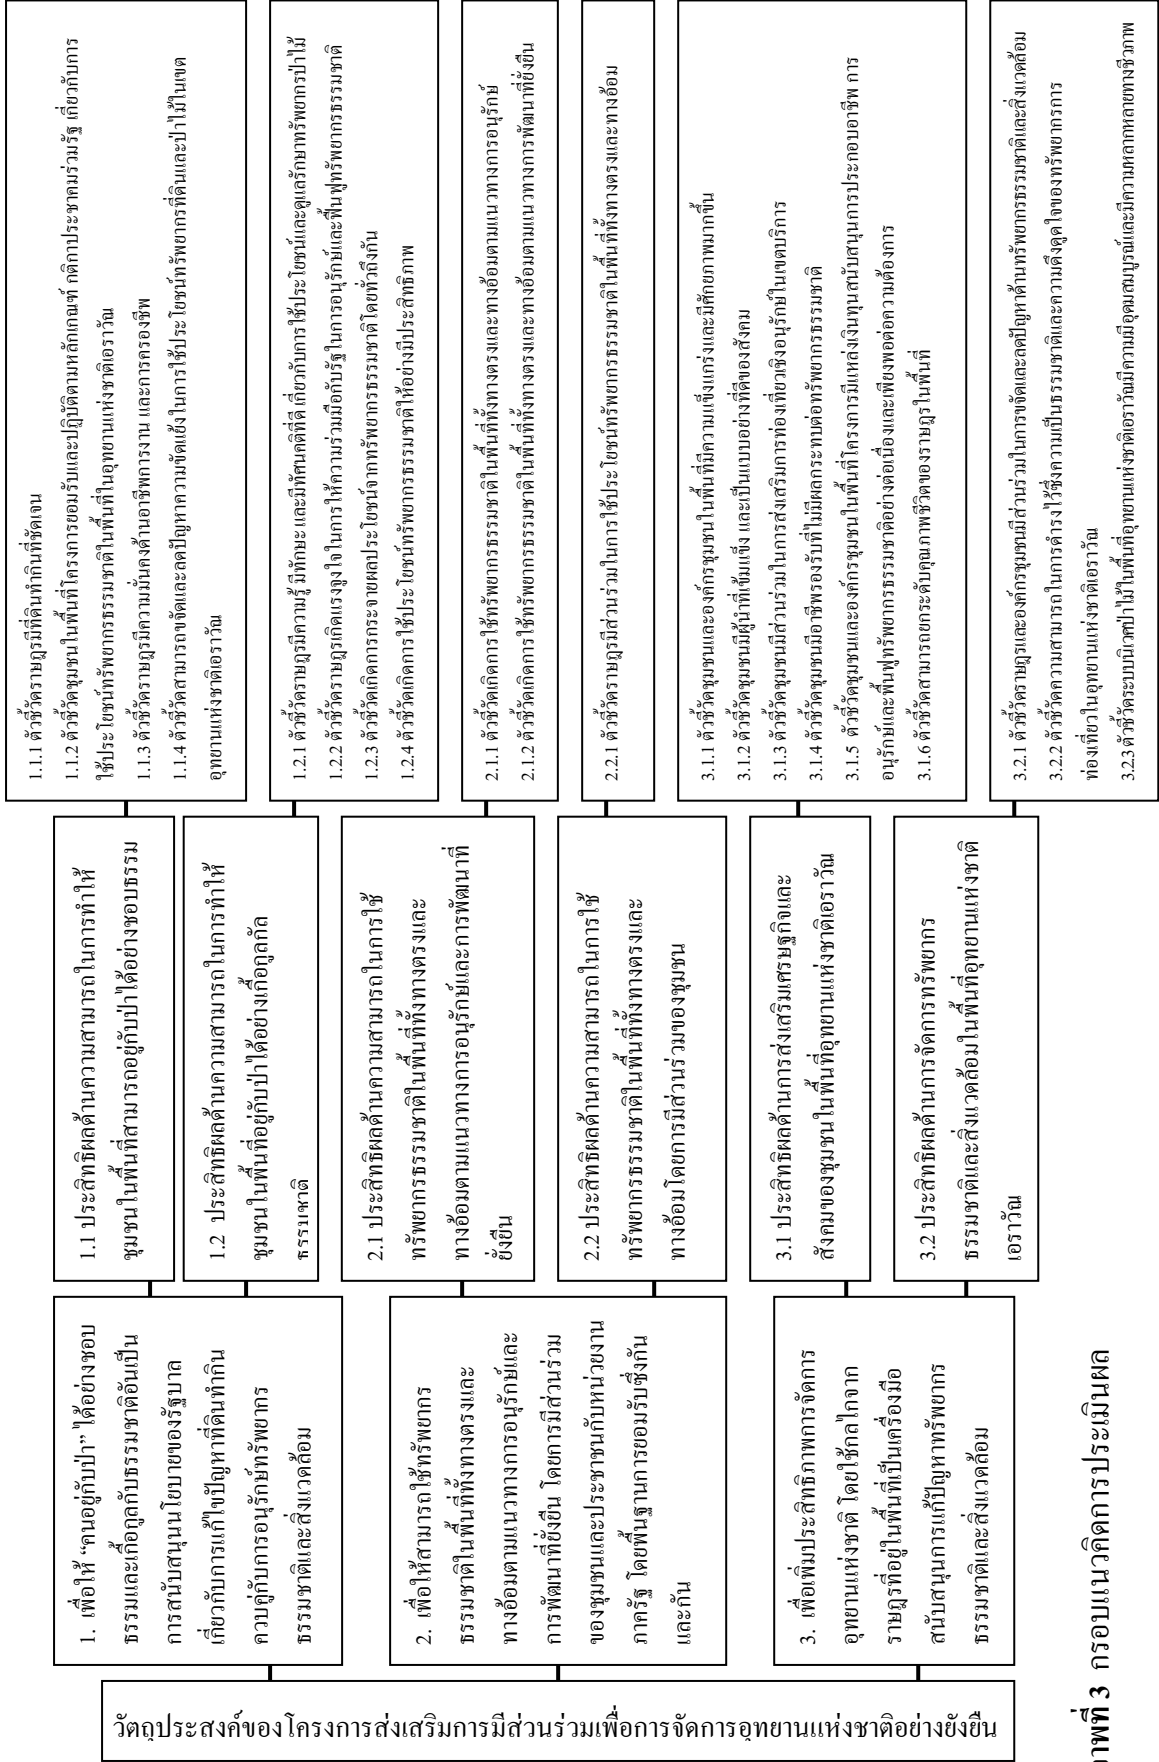 วัตถุประสงค์ของโครงการส่งเสริมการมีส่วนร่วมเพื่อการจัดการอุทยานแห่งชาติอย่างยั่งยืน
1. เพื่อให้ “คนอยู่กับป่า” ได้อย่างชอบ
ธรรมและเกื้อกูลกับธรรมชาติอันเป็น
การสนับสนุนนโยบายของรัฐบาล
เกี่ยวกับการแก้ไขปัญหาที่ดินทำกิน
ควบคู่กับการอนุรักษ์ทรัพยากร
ธรรมชาติและสิ่งแวดล้อม
2. เพื่อให้สามารถใช้ทรัพยากร
ธรรมชาติในพื้นที่ทั้งทางตรงและ
ทางอ้อมตามแนวทางการอนุรักษ์และ
การพัฒนาที่ยั่งยืน โดยการมีส่วนร่วม
ของชุมชนและประชาชนกับหน่วยงาน
ภาครัฐ โดยพื้นฐานการยอมรับซึ่งกัน
และกัน
3. เพื่อเพิ่มประสิทธิภาพการจัดการ
อุทยานแห่งชาติ โดยใช้กลไกจาก
ราษฎรที่อยู่ในพื้นที่เป็นเครื่องมือ
สนับสนุนการแก้ปัญหาทรัพยากร
ธรรมชาติและสิ่งแวดล้อม
1.1 ประสิทธิผลด้านความสามารถในการทำให้
ชุมชนในพื้นที่สามารถอยู่กับป่าได้อย่างชอบธรรม
1.2 ประสิทธิผลด้านความสามารถในการทำให้
ชุมชนในพื้นที่อยู่กับป่าได้อย่างเกื้อกูลกัล
ธรรมชาติ
2.1 ประสิทธิผลด้านความสามารถในการใช้
ทรัพยากรธรรมชาติในพื้นที่ทั้งทางตรงและ
ทางอ้อมตามแนวทางการอนุรักษ์และการพัฒนาที่
ยั่งยืน
2.2 ประสิทธิผลด้านความสามารถในการใช้
ทรัพยากรธรรมชาติในพื้นที่ทั้งทางตรงและ
ทางอ้อมโดยการมีส่วนร่วมของชุมชน
3.1 ประสิทธิผลด้านการส่งเสริมเศรษฐกิจและ
สังคมของชุมชนในพื้นที่อุทยานแห่งชาติเอราวัณ
3.2 ประสิทธิผลด้านการจัดการทรัพยากร
ธรรมชาติและสิ่งแวดล้อมในพื้นที่อุทยานแห่งชาติ
เอราวัณ
1.1.1 ตัวชี้วัดราษฎรมีที่ดินทำกินที่ชัดเจน
1.1.2 ตัวชี้วัดชุมชนในพื้นที่โครงการยอมรับและปฏิบัติตามหลักเกณฑ์ กติกาประชาคมร่วมรัฐ เกี่ยวกับการ
ใช้ประโยชน์ทรัพยากรธรรมชาติในพื้นที่ในอุทยานแห่งชาติเอราวัณ
1.1.3 ตัวชี้วัดราษฎรมีความมั่นคงด้านอาชีพการงาน และการครองชีพ
1.1.4 ตัวชี้วัดสามารถขจัดและลดปัญหาความขัดแย้งในการใช้ประโยชน์ทรัพยากรที่ดินและป่าไม้ในเขต
อุทยานแห่งชาติเอราวัณ
1.2.1 ตัวชี้วัดราษฎรมีความรู้ มีทักษะ และมีทัศนคติที่ดี เกี่ยวกับการใช้ประโยชน์และดูแลรักษาทรัพยากรป่าไม้
1.2.2 ตัวชี้วัดราษฎรเกิดแรงจูงใจในการให้ความร่วมมือกับรัฐในการอนุรักษ์และฟื้นฟูทรัพยากรธรรมชาติ
1.2.3 ตัวชี้วัดเกิดการกระจายผลประโยชน์จากทรัพยากรธรรมชาติโดยทั่วถึงกัน
1.2.4 ตัวชี้วัดเกิดการใช้ประโยชน์ทรัพยากรธรรมชาติให้อย่างมีประสิทธิภาพ
2.1.1 ตัวชี้วัดเกิดการใช้ทรัพยากรธรรมชาติในพื้นที่ทั้งทางตรงและทางอ้อมตามแนวทางการอนุรักษ์
2.1.2 ตัวชี้วัดเกิดการใช้ทรัพยากรธรรมชาติในพื้นที่ทั้งทางตรงและทางอ้อมตามแนวทางการพัฒนาที่ยั่งยืน
2.2.1 ตัวชี้วัดราษฎรมีส่วนร่วมในการใช้ประโยชน์ทรัพยากรธรรมชาติในพื้นที่ทั้งทางตรงและทางอ้อม
3.1.1 ตัวชี้วัดชุมชนและองค์กรชุมชนในพื้นที่มีความแข็งแกร่งและมีศักยภาพมากขึ้น
3.1.2 ตัวชี้วัดชุมชนมีผู้นำที่เข้มแข็ง และเป็นแบบอย่างที่ดีของสังคม
3.1.3 ตัวชี้วัดชุมชนมีส่วนร่วมในการส่งเสริมการท่องเที่ยวเชิงอนุรักษ์ในเขตบริการ
3.1.4 ตัวชี้วัดชุมชนมีอาชีพรองรับที่ไม่มีผลกระทบต่อทรัพยากรธรรมชาติ
3.1.5 ตัวชี้วัดชุมชนและองค์กรชุมชนในพื้นที่โครงการมีแหล่งเงินทุนสนับสนุนการประกอบอาชีพ การ
อนุรักษ์และฟื้นฟูทรัพยากรธรรมชาติอย่างต่อเนื่องและเพียงพอต่อความต้องการ
3.1.6 ตัวชี้วัดสามารถยกระดับคุณภาพชีวิตของราษฎรในพื้นที่
3.2.1 ตัวชี้วัดราษฎรและองค์กรชุมชนมีส่วนร่วมในการขจัดและลดปัญหาด้านทรัพยากรธรรมชาติและสิ่งแวดล้อม
3.2.2 ตัวชี้วัดความสามารถในการดำรงไว้ซึ่งความเป็นธรรมชาติและความดึงดูดใจของทรัพยากรการ
ท่องเที่ยวในอุทยานแห่งชาติเอราวัณ
3.2.3 ตัวชี้วัดระบบนิเวศป่าไม้ในพื้นที่อุทยานแห่งชาติเอราวัณมีความมีอุดมสมบูรณ์และมีความหลากหลายทางชีวภาพ
าพที่ 3 กรอบแนวคิดการประเมินผล